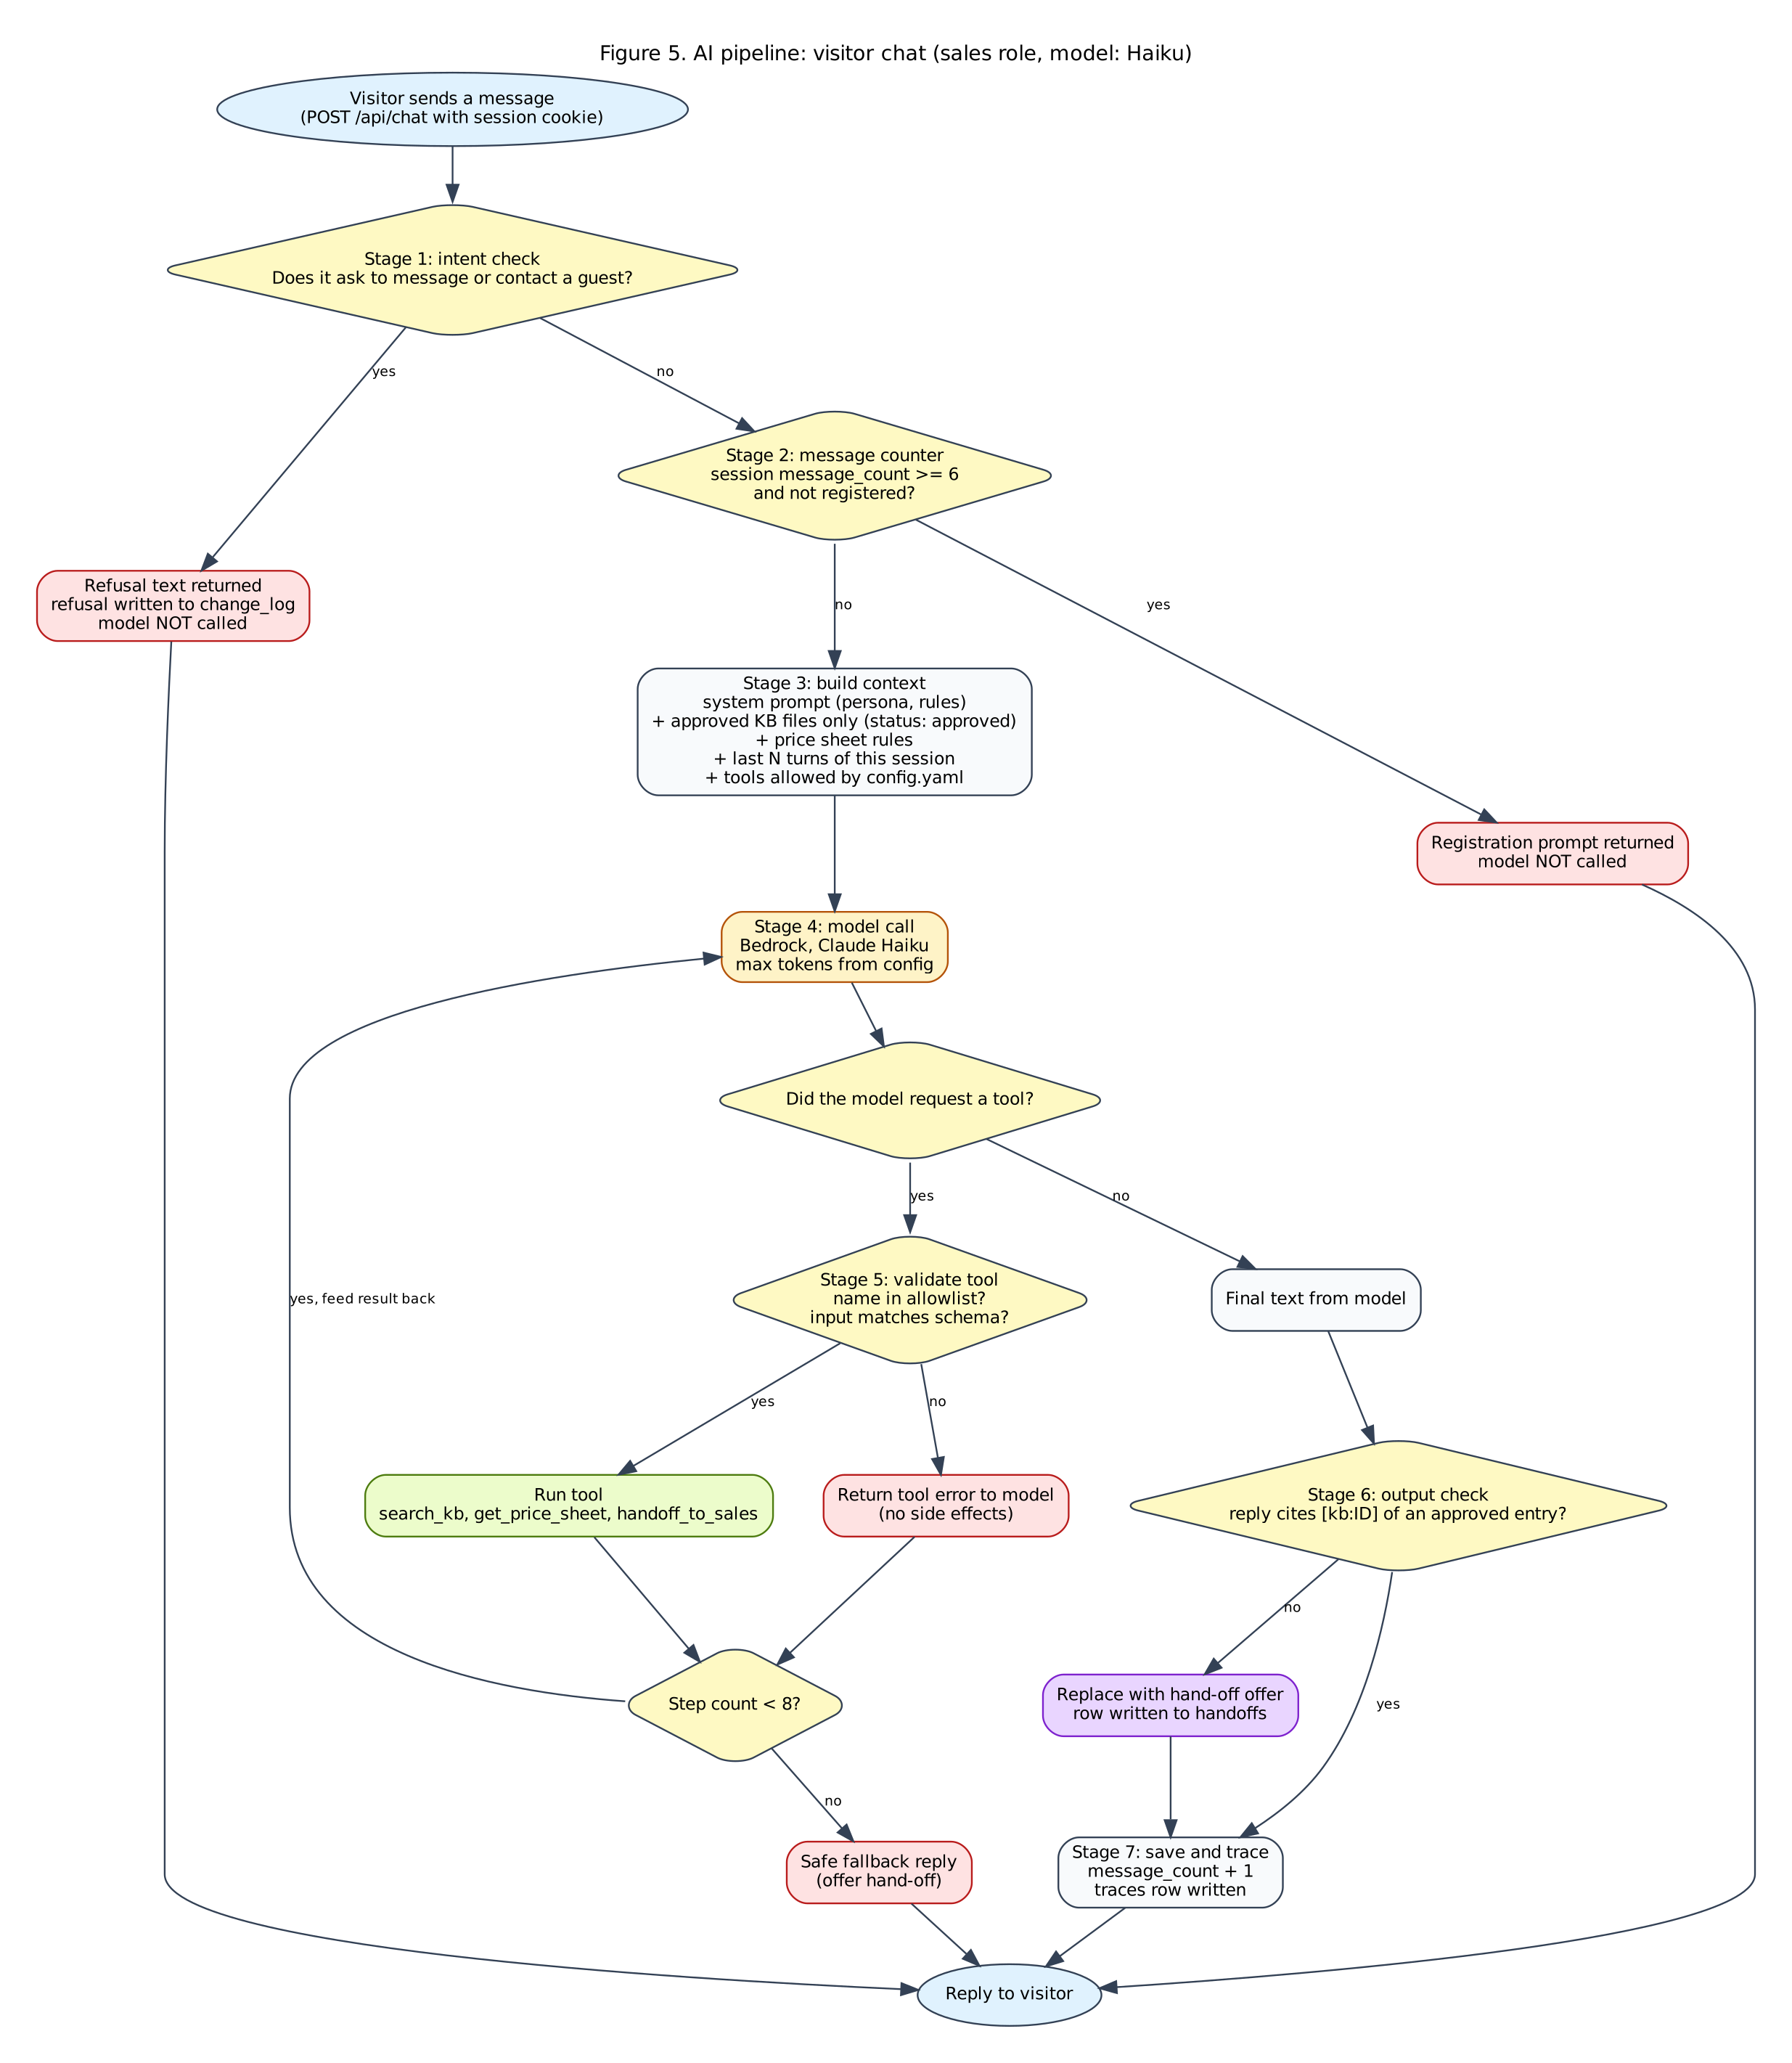 Figure 5. AI pipeline: visitor chat (sales role, model: Haiku)
Visitor sends a message
(POST /api/chat with session cookie)
Stage 1: intent check
Does it ask to message or contact a guest?
yes
no
Stage 2: message counter
session message_count >= 6
and not registered?
Refusal text returned
refusal written to change_log
model NOT called
no
yes
Stage 3: build context
system prompt (persona, rules)
+ approved KB files only (status: approved)
+ price sheet rules
+ last N turns of this session
+ tools allowed by config.yaml
Registration prompt returned
model NOT called
Stage 4: model call
Bedrock, Claude Haiku
max tokens from config
Did the model request a tool?
yes
no
Stage 5: validate tool
name in allowlist?
input matches schema?
Final text from model
yes, feed result back
yes
no
Run tool
search_kb, get_price_sheet, handoff_to_sales
Return tool error to model
(no side effects)
Stage 6: output check
reply cites [kb:ID] of an approved entry?
no
yes
Step count < 8?
Replace with hand-off offer
row written to handoffs
no
Safe fallback reply
(offer hand-off)
Stage 7: save and trace
message_count + 1
traces row written
Reply to visitor